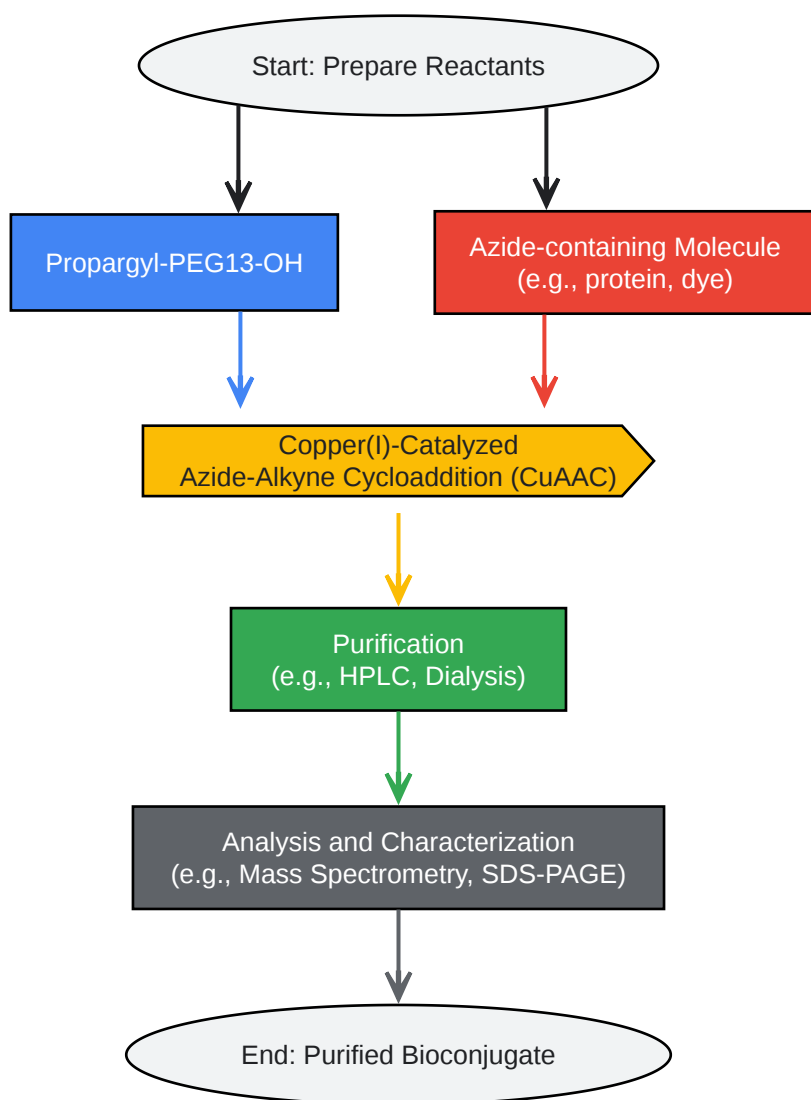 Start: Prepare Reactants
Propargyl-PEG13-OH
Azide-containing Molecule
(e.g., protein, dye)
Copper(I)-Catalyzed
Azide-Alkyne Cycloaddition (CuAAC)
Purification
(e.g., HPLC, Dialysis)
Analysis and Characterization
(e.g., Mass Spectrometry, SDS-PAGE)
End: Purified Bioconjugate